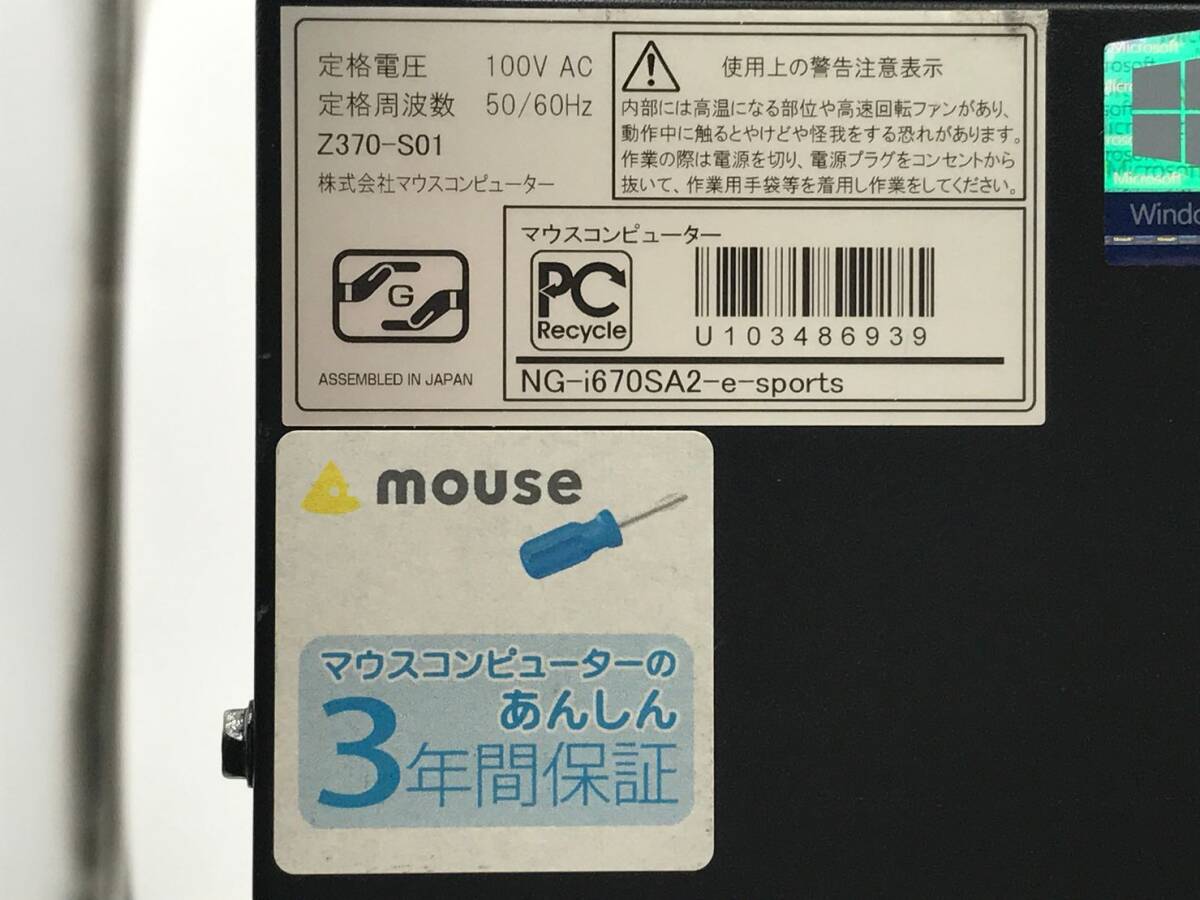 定格電圧 100V AC
定格周波数 50/60Hz
Z370-S01
株式会社マウスコンピューター
使用上の警告注意表示
内部には高温になる部位や高速回転ファンがあり、
動作中に触るとやけどや怪我をする恐れがあります。
作業の際は電源を切り、電源プラグをコンセントから
抜いて、作業用手袋等を着用し作業をしてください。
G
ASSEMBLED IN JAPAN
マウスコンピューター
PC
Recycle
U103486939
NG-i670SA2-e-sports
mouse
マウスコンピューターの
あんしん
3年間保証
Microsoft
Microsoft